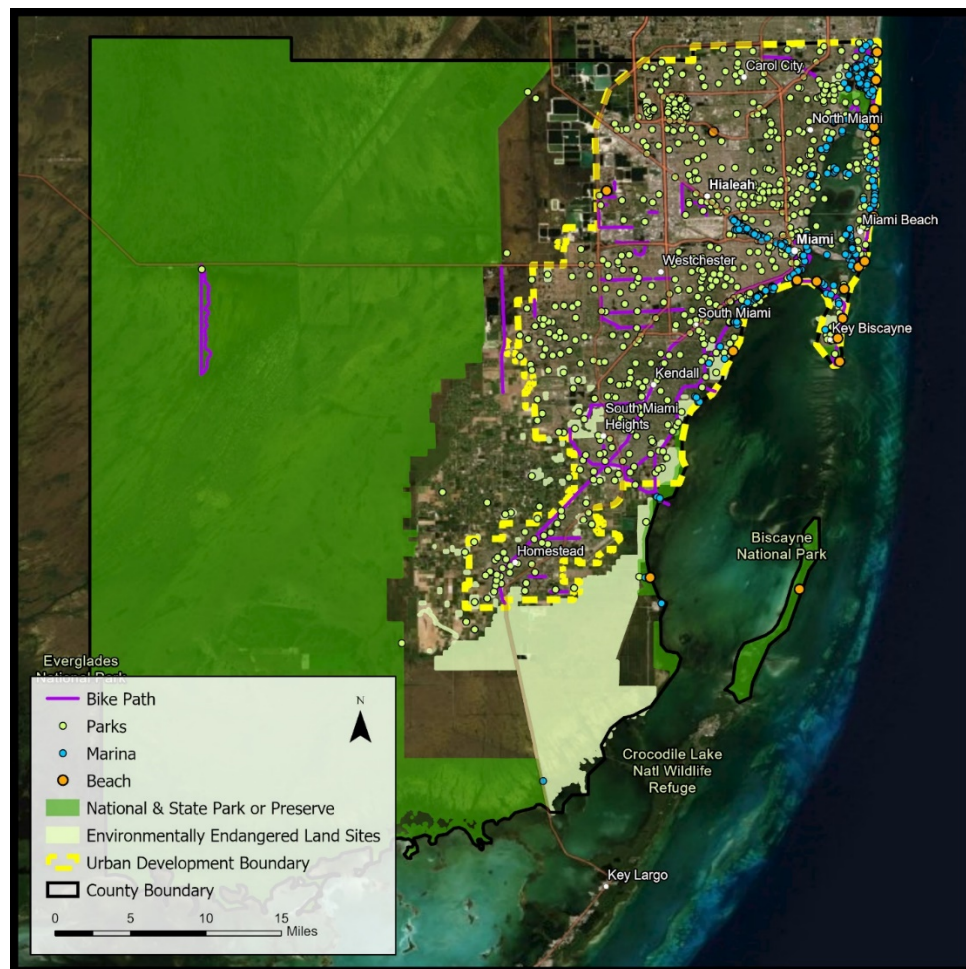 Carol City
North Miami
Hialeah
Miami Beach
Miami
Westchester
South Miami
Key Biscayne
Kendall
South Miami
Heights
Biscayne
National Park
Homestead
Everglades
National Park
Crocodile Lake
Natl Wildlife
Refuge
Key Largo
Bike Path
N
Parks
Marina
Beach
National & State Park or Preserve
Environmentally Endangered Land Sites
Urban Development Boundary
County Boundary
0 5 10 15
Miles